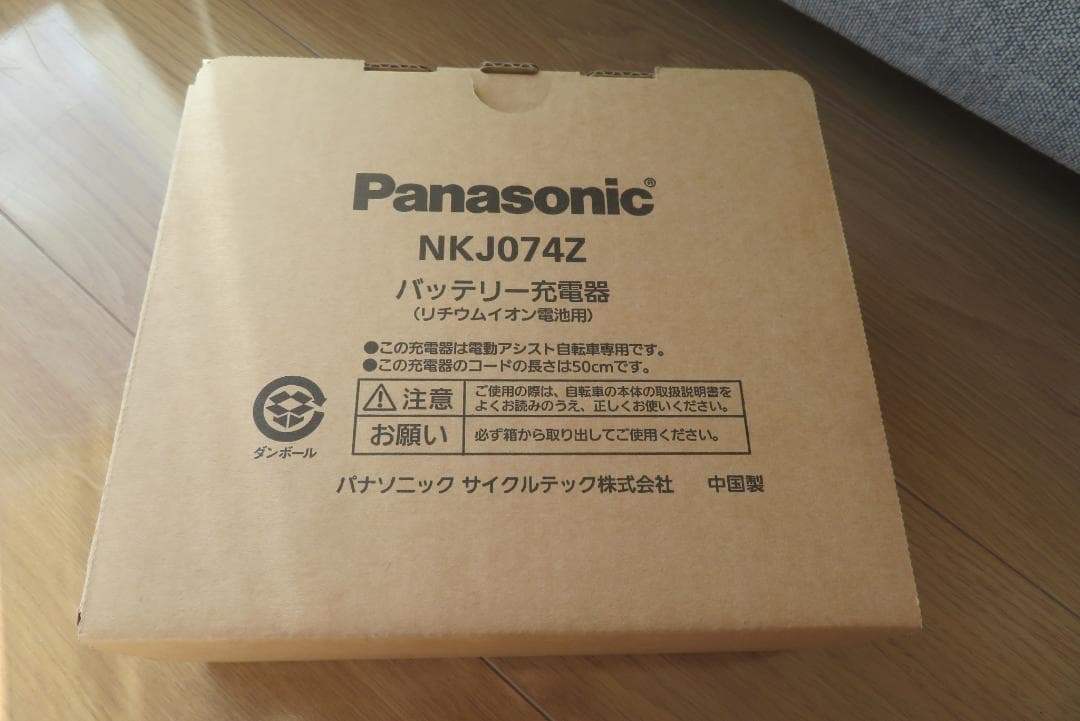 Panasonic®
NKJ074Z
バッテリー充電器
（リチウムイオン電池用）
●この充電器は電動アシスト自転車専用です。
●この充電器のコードの長さは50cmです。
注意
ご使用の際は、自転車の本体の取扱説明書を
よくお読みのうえ、正しくお使いください。
お願い
必ず箱から取り出してご使用ください。
ダンボール
パナソニック サイクルテック株式会社 中国製